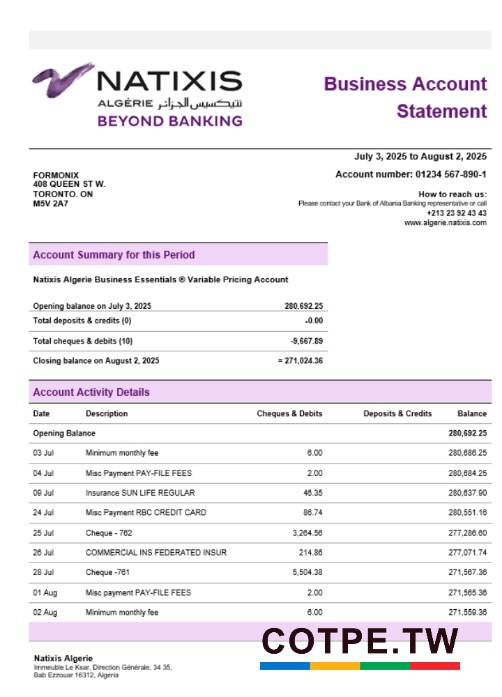 NATIXIS
ALGÉRIE نتيكسيس الجزائر
BEYOND BANKING
Business Account
Statement
July 3, 2025 to August 2, 2025
Account number: 01234 567-890-1
FORMONIX
408 QUEEN ST W.
TORONTO. ON
M5V 2A7
How to reach us:
Please contact your Bank of Albania Banking representative or call
+213 23 92 43 43
www.algerie.natixis.com
Account Summary for this Period
Natixis Algerie Business Essentials ® Variable Pricing Account
Opening balance on July 3, 2025 280.692.25
Total deposits & credits (0) -0.00
Total cheques & debits (10) -9,667.89
Closing balance on August 2, 2025 = 271,024.36
Account Activity Details
Date Description Cheques & Debits Deposits & Credits Balance
Opening Balance 280,692.25
03 Jul Minimum monthly fee 6.00 280,686.25
04 Jul Misc Payment PAY-FILE FEES 2.00 280,684.25
09 Jul Insurance SUN LIFE REGULAR 46.35 280,637.90
24 Jul Misc Payment RBC CREDIT CARD 86.74 280,551.16
25 Jul Cheque - 762 3,264.56 277,286.60
26 Jul COMMERCIAL INS FEDERATED INSUR 214.86 277,071.74
28 Jul Cheque -761 5,504.38 271,567.36
01 Aug Misc payment PAY-FILE FEES 2.00 271,565.36
02 Aug Minimum monthly fee 6.00 271,559.36
COTPE.TW
Natixis Algerie
Immeuble Le Ksar, Direction Générale, 34 35,
Bab Ezzouar 16312, Algeria